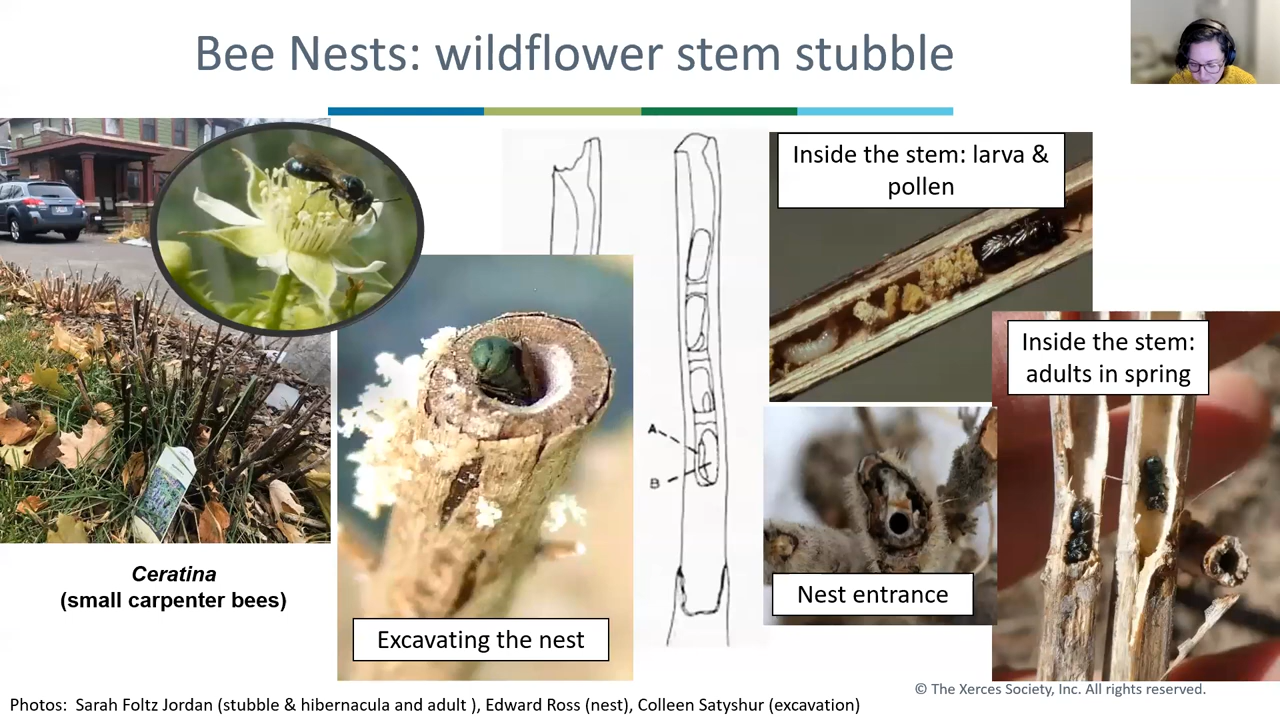 Bee Nests: wildflower stem stubble
Inside the stem: larva &
pollen
Inside the stem:
adults in spring
A
B
Ceratina
(small carpenter bees)
Nest entrance
Excavating the nest
© The Xerces Society, Inc. All rights reserved.
Photos:  Sarah Foltz Jordan (stubble & hibernacula and adult ), Edward Ross (nest), Colleen Satyshur (excavation)